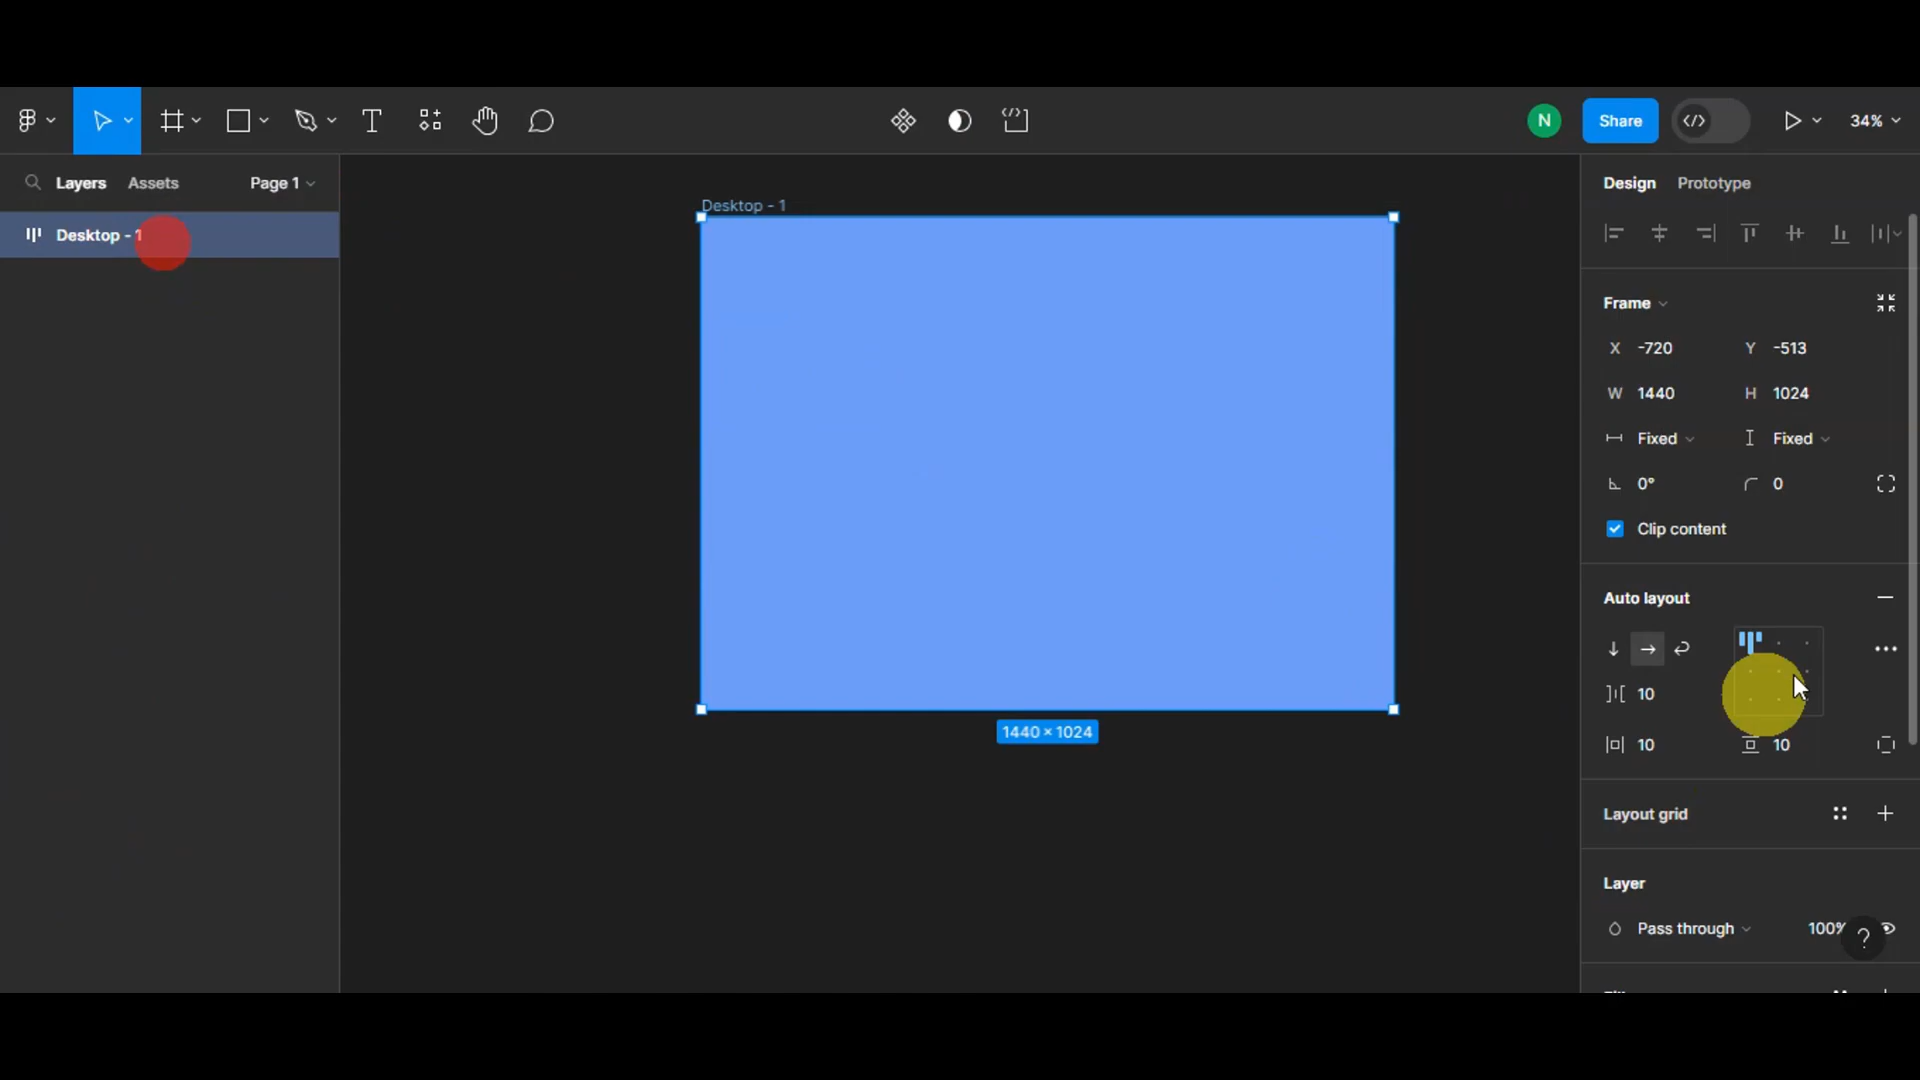 N
Share
34%
Layers
Assets
Page 1
Desktop - 1
Desktop - 1
1440 × 1024
Design
Prototype
Frame
X -720
Y -513
W 1440
H 1024
Fixed
Fixed
0°
0
Clip content
Auto layout
10
10
10
Layout grid
Layer
Pass through
100%
?